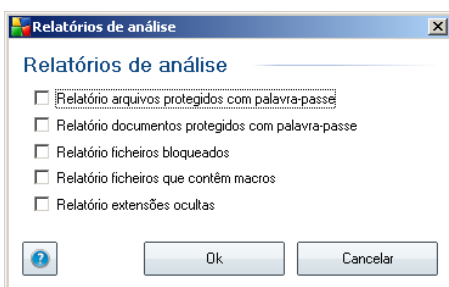 Relatórios de análise
Relatórios de análise
Relatório arquivos protegidos com palavra-passe
Relatório documentos protegidos com palavra-passe
Relatório ficheiros bloqueados
Relatório ficheiros que contêm macros
Relatório extensões ocultas
? Ok Cancelar